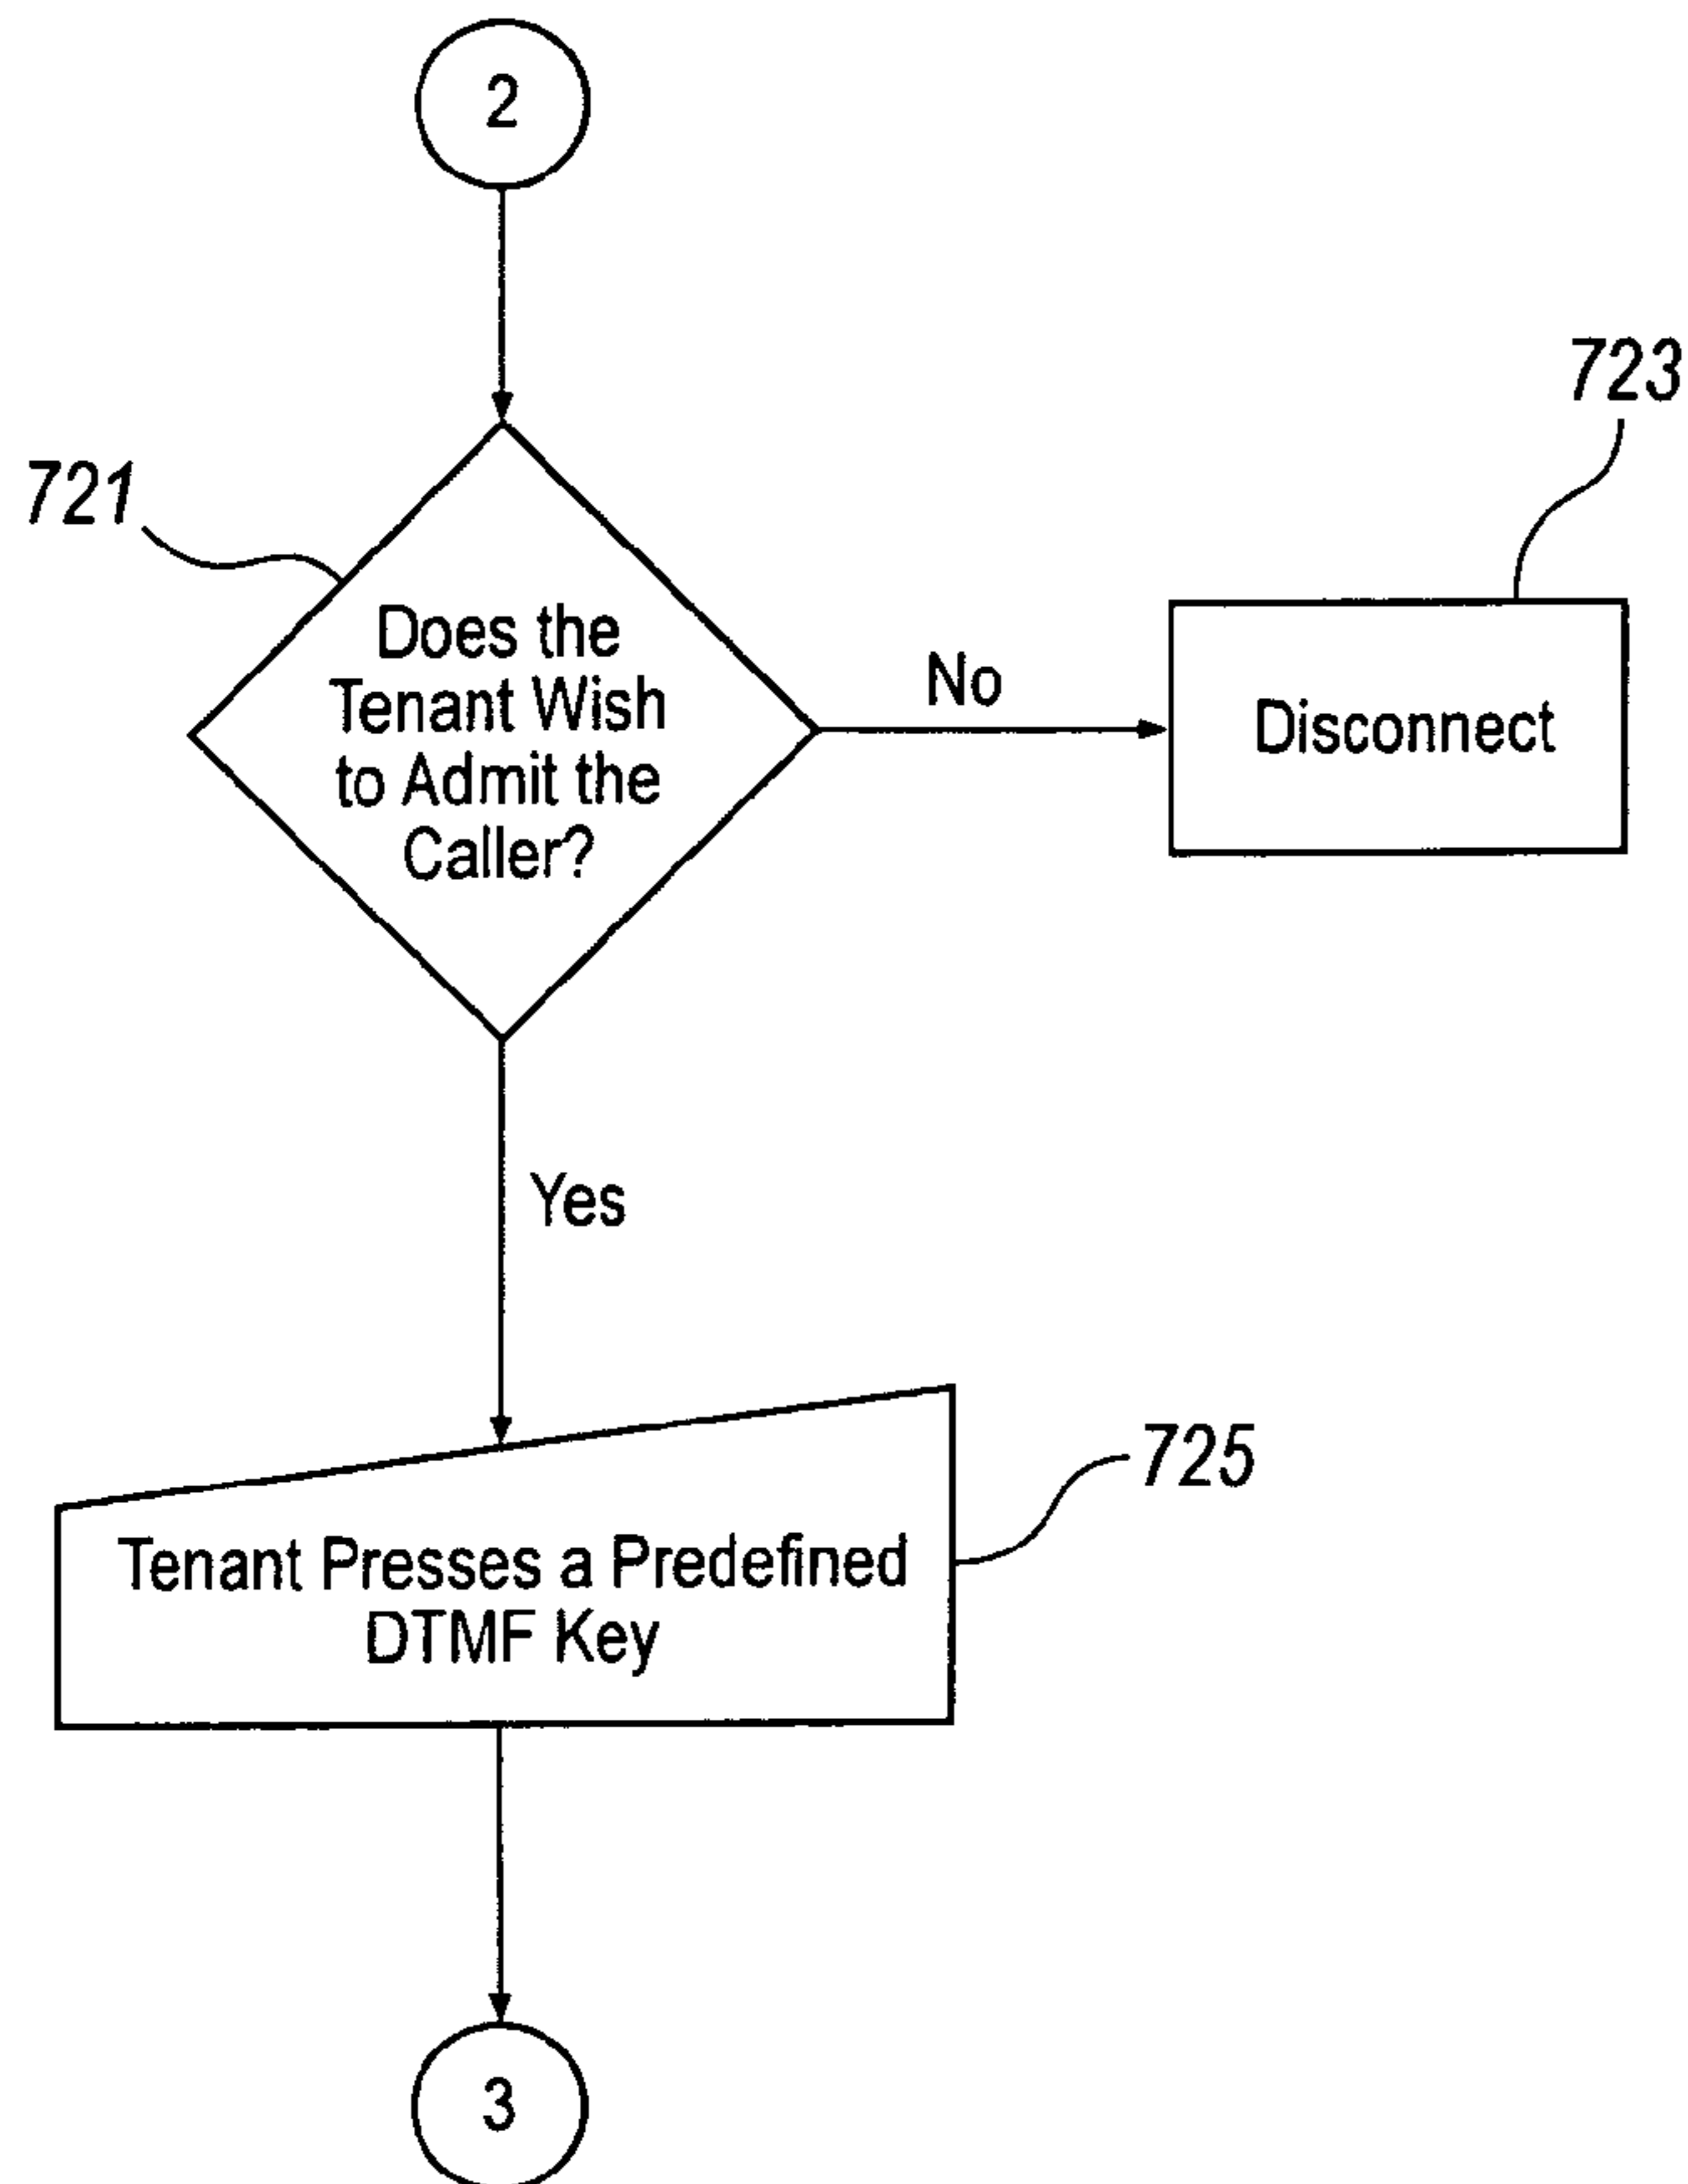 2
723
721
Does the
Tenant Wish
to Admit the
Caller?
No
Disconnect
Yes
725
Tenant Presses a Predefined
DTMF Key
3